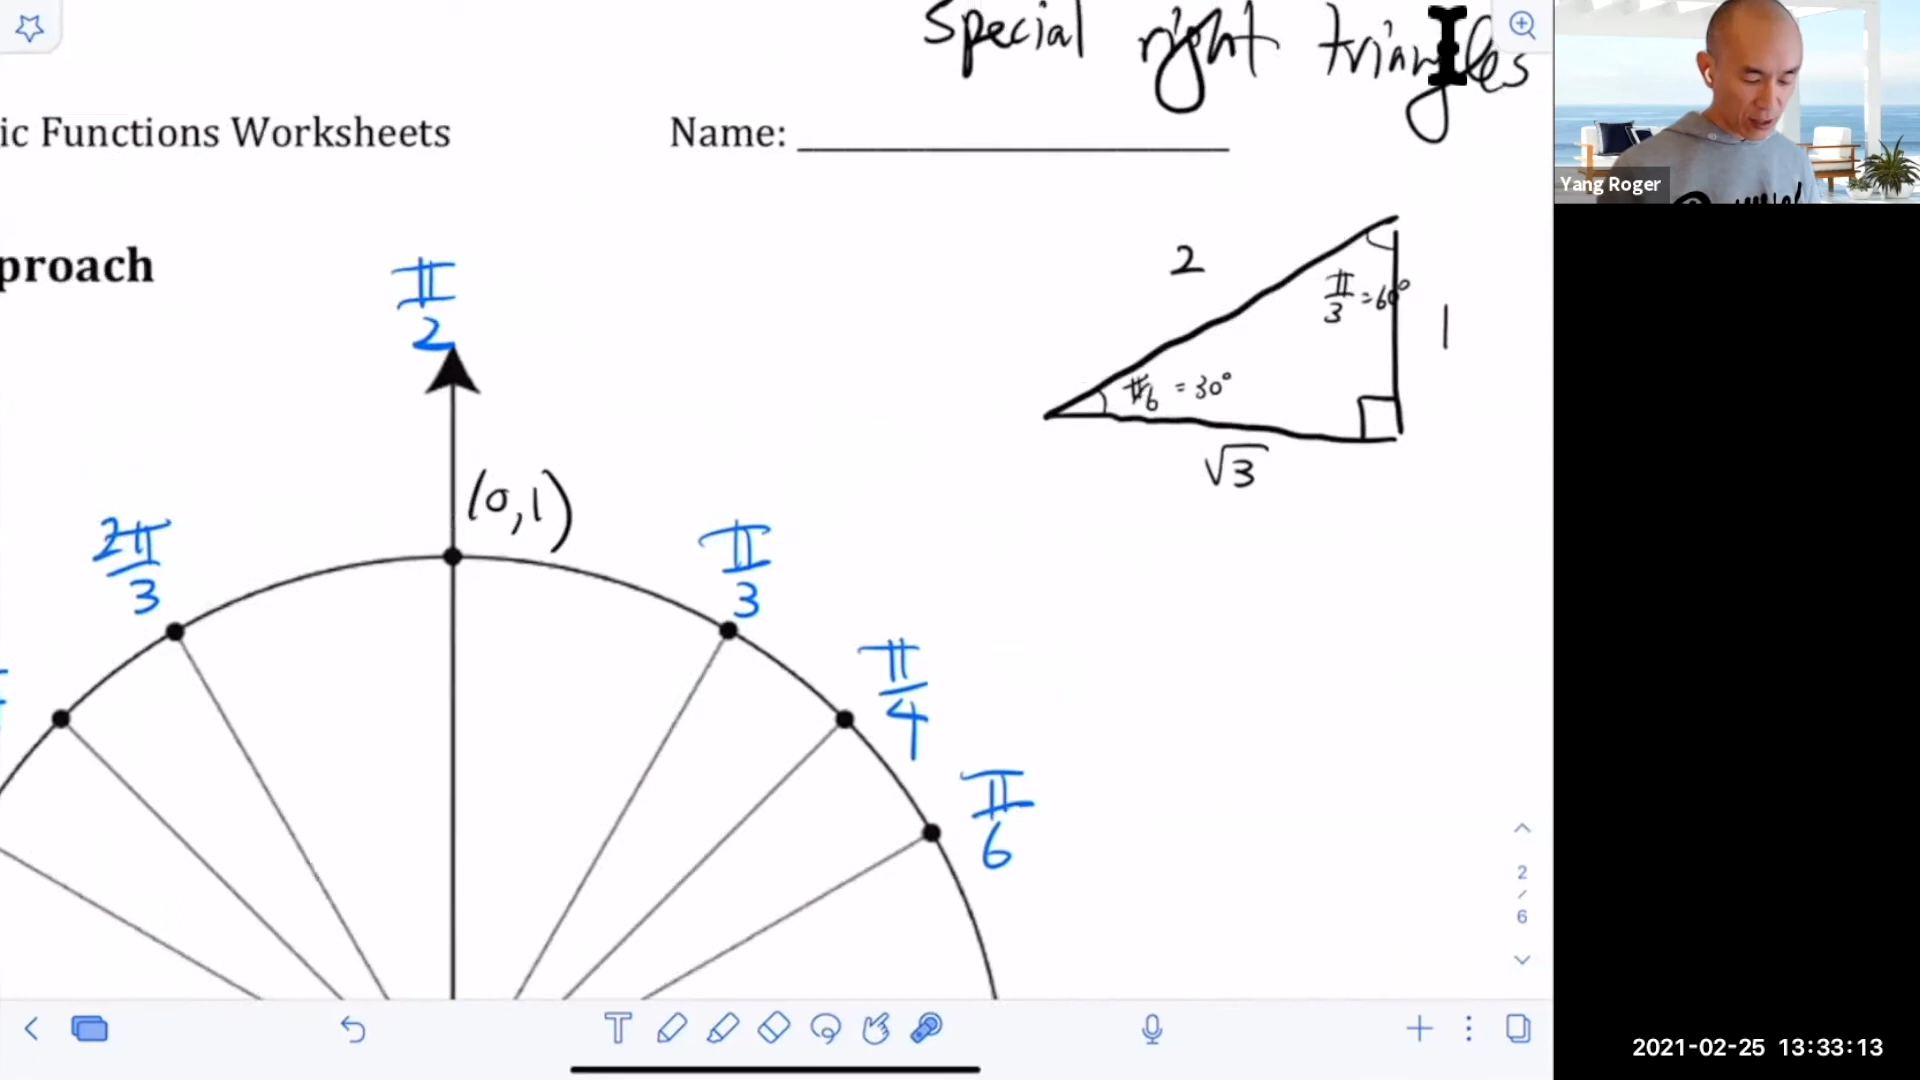 Special right triangles
ic Functions Worksheets Name: ____________
proach
π/2
2
π/3 = 60°
1
π/6 = 30°
√3
(0,1)
2π/3
π/3
π/4
π/6
2
/
6
T
Yang Roger
2021-02-25 13:33:13